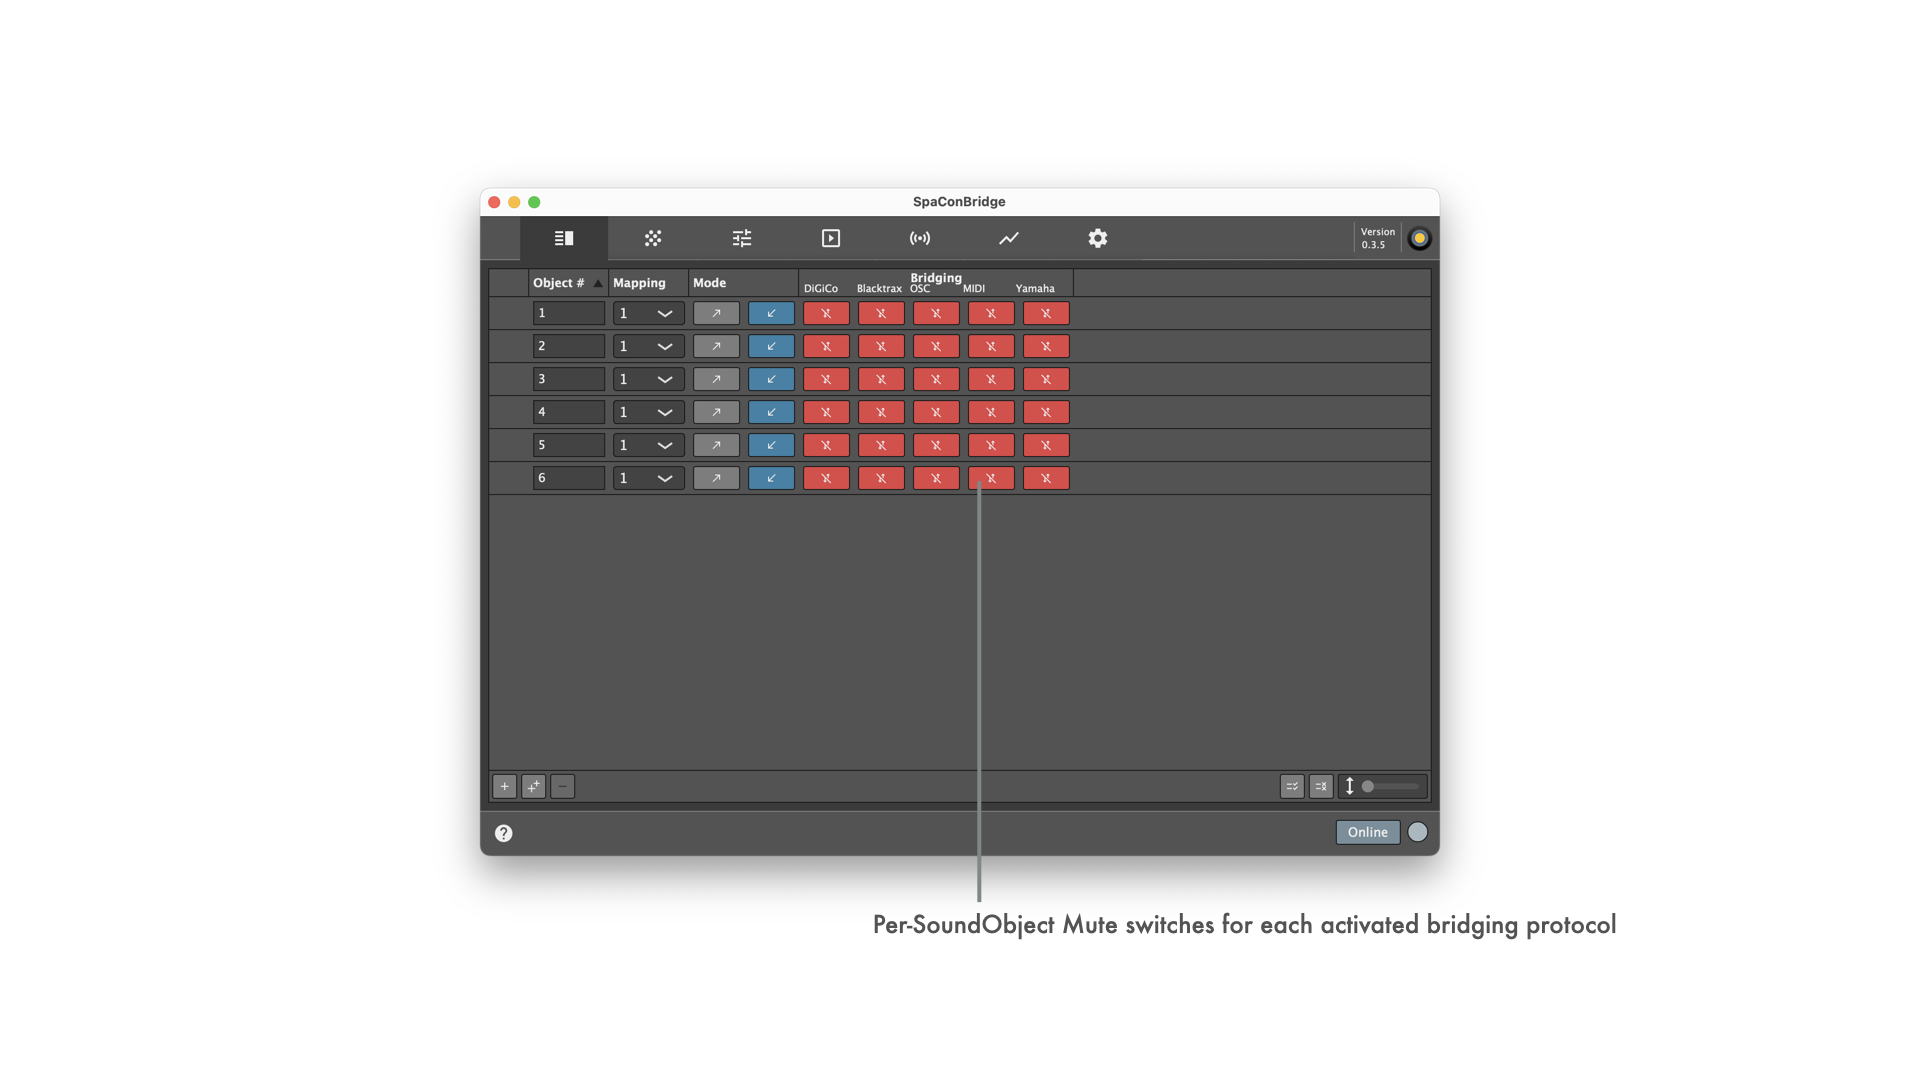 SpaConBridge
Version
0.3.5
Object # Mapping Mode Bridging
DiGiCo Blacktrax OSC MIDI Yamaha
1 1
2 1
3 1
4 1
5 1
6 1
Online
Per-SoundObject Mute switches for each activated bridging protocol